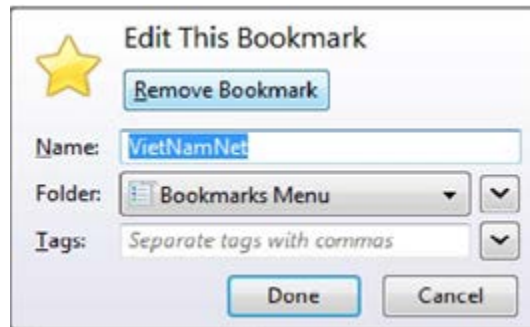 Edit This Bookmark
Remove Bookmark
Name: VietNamNet
Folder: Bookmarks Menu
Tags: Separate tags with commas
Done Cancel